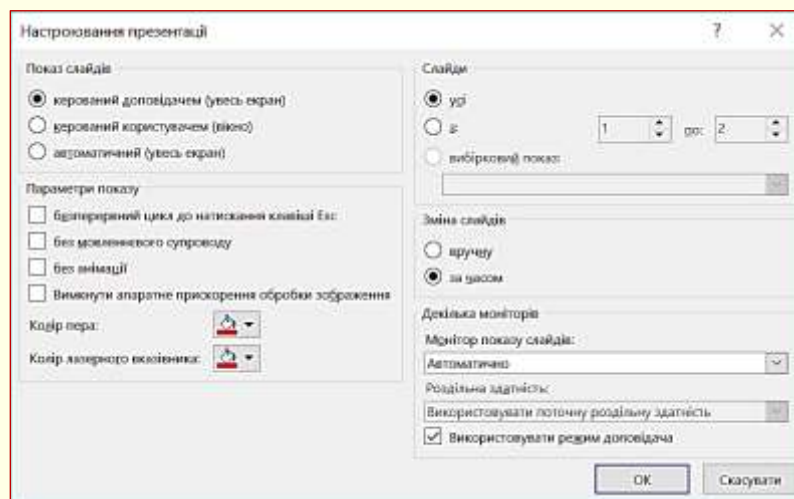 Настроювання презентації
Показ слайдів
керований доповідачем (увесь екран)
керований користувачем (вікно)
автоматичний (увесь екран)
Параметри показу
безперервний цикл до натискання клавіші Esc
без мовленнєвого супроводу
без анімації
Вимкнути апаратне прискорення обробки зображення
Колір пера:
Колір лазерного вказівника:
Слайди
усі
з: 1 до: 2
вибірковий показ:
Зміна слайдів
вручну
за часом
Декілька моніторів
Монітор показу слайдів:
Автоматично
Роздільна здатність:
Використовувати поточну роздільну здатність
Використовувати режим доповідача
ОК Скасувати